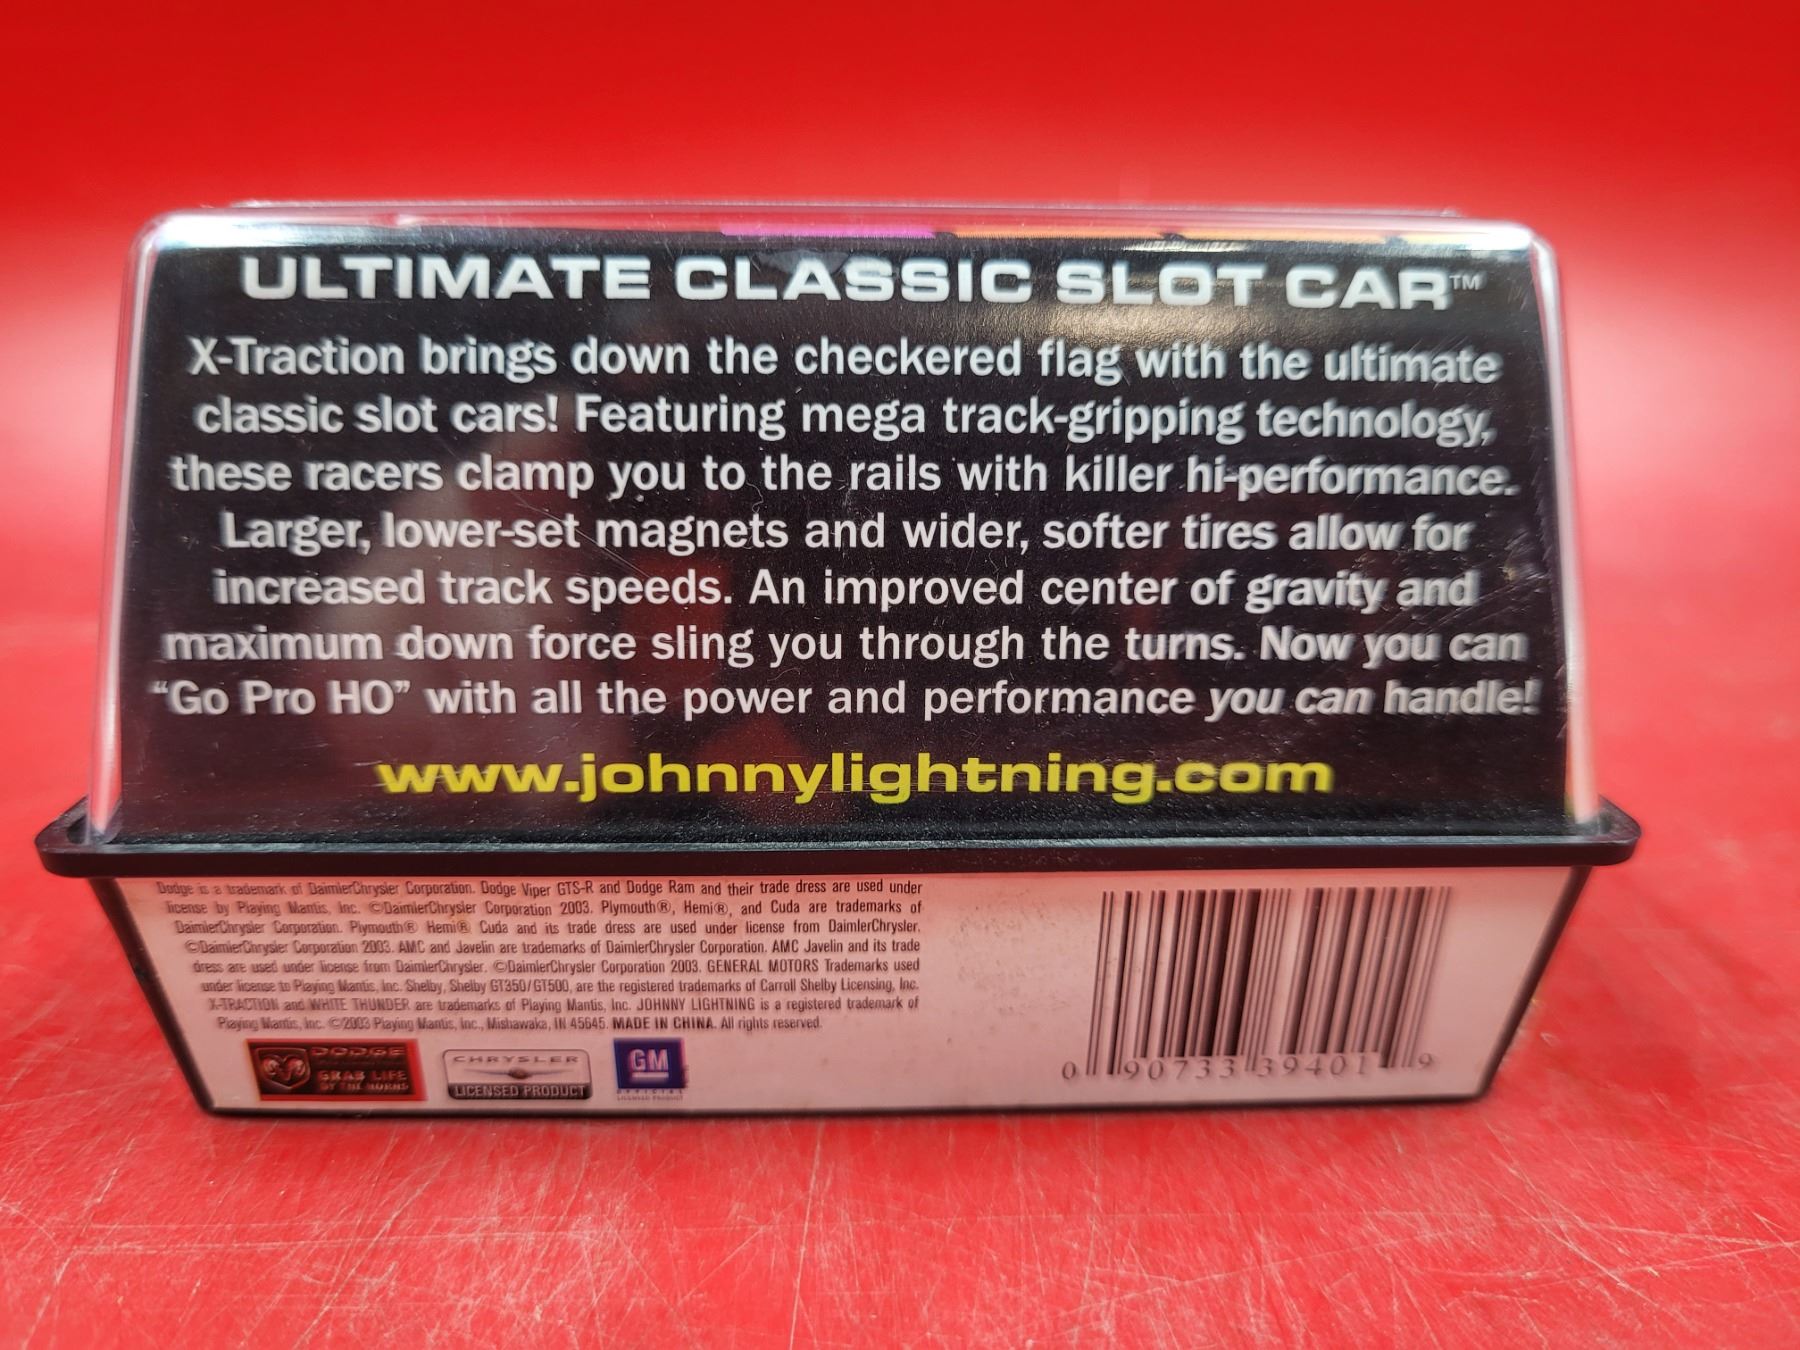 ULTIMATE CLASSIC SLOT CAR™
X-Traction brings down the checkered flag with the ultimate
classic slot cars! Featuring mega track-gripping technology,
these racers clamp you to the rails with killer hi-performance.
Larger, lower-set magnets and wider, softer tires allow for
increased track speeds. An improved center of gravity and
maximum down force sling you through the turns. Now you can
“Go Pro HO” with all the power and performance you can handle!
www.johnnylightning.com
Dodge is a trademark of DaimlerChrysler Corporation. Dodge Viper GTS-R and Dodge Ram and their trade dress are used under
license by Playing Mantis, Inc. ©DaimlerChrysler Corporation 2003. Plymouth®, Hemi®, and Cuda are trademarks of
DaimlerChrysler Corporation. Plymouth® Hemi® Cuda and its trade dress are used under license from DaimlerChrysler.
©DaimlerChrysler Corporation 2003. AMC and Javelin are trademarks of DaimlerChrysler Corporation. AMC Javelin and its trade
dress are used under license from DaimlerChrysler. ©DaimlerChrysler Corporation 2003. GENERAL MOTORS Trademarks used
under license to Playing Mantis, Inc. Shelby, Shelby GT350/GT500, are the registered trademarks of Carroll Shelby Licensing, Inc.
X-TRACTION and WHITE THUNDER are trademarks of Playing Mantis, Inc. JOHNNY LIGHTNING is a registered trademark of
Playing Mantis, Inc. ©2003 Playing Mantis, Inc., Mishawaka, IN 45645. MADE IN CHINA. All rights reserved.
DODGE
GRAB LIFE
BY THE HORNS
CHRYSLER
LICENSED PRODUCT
GM
OFFICIAL
LICENSED PRODUCT
0 90733 39401 9